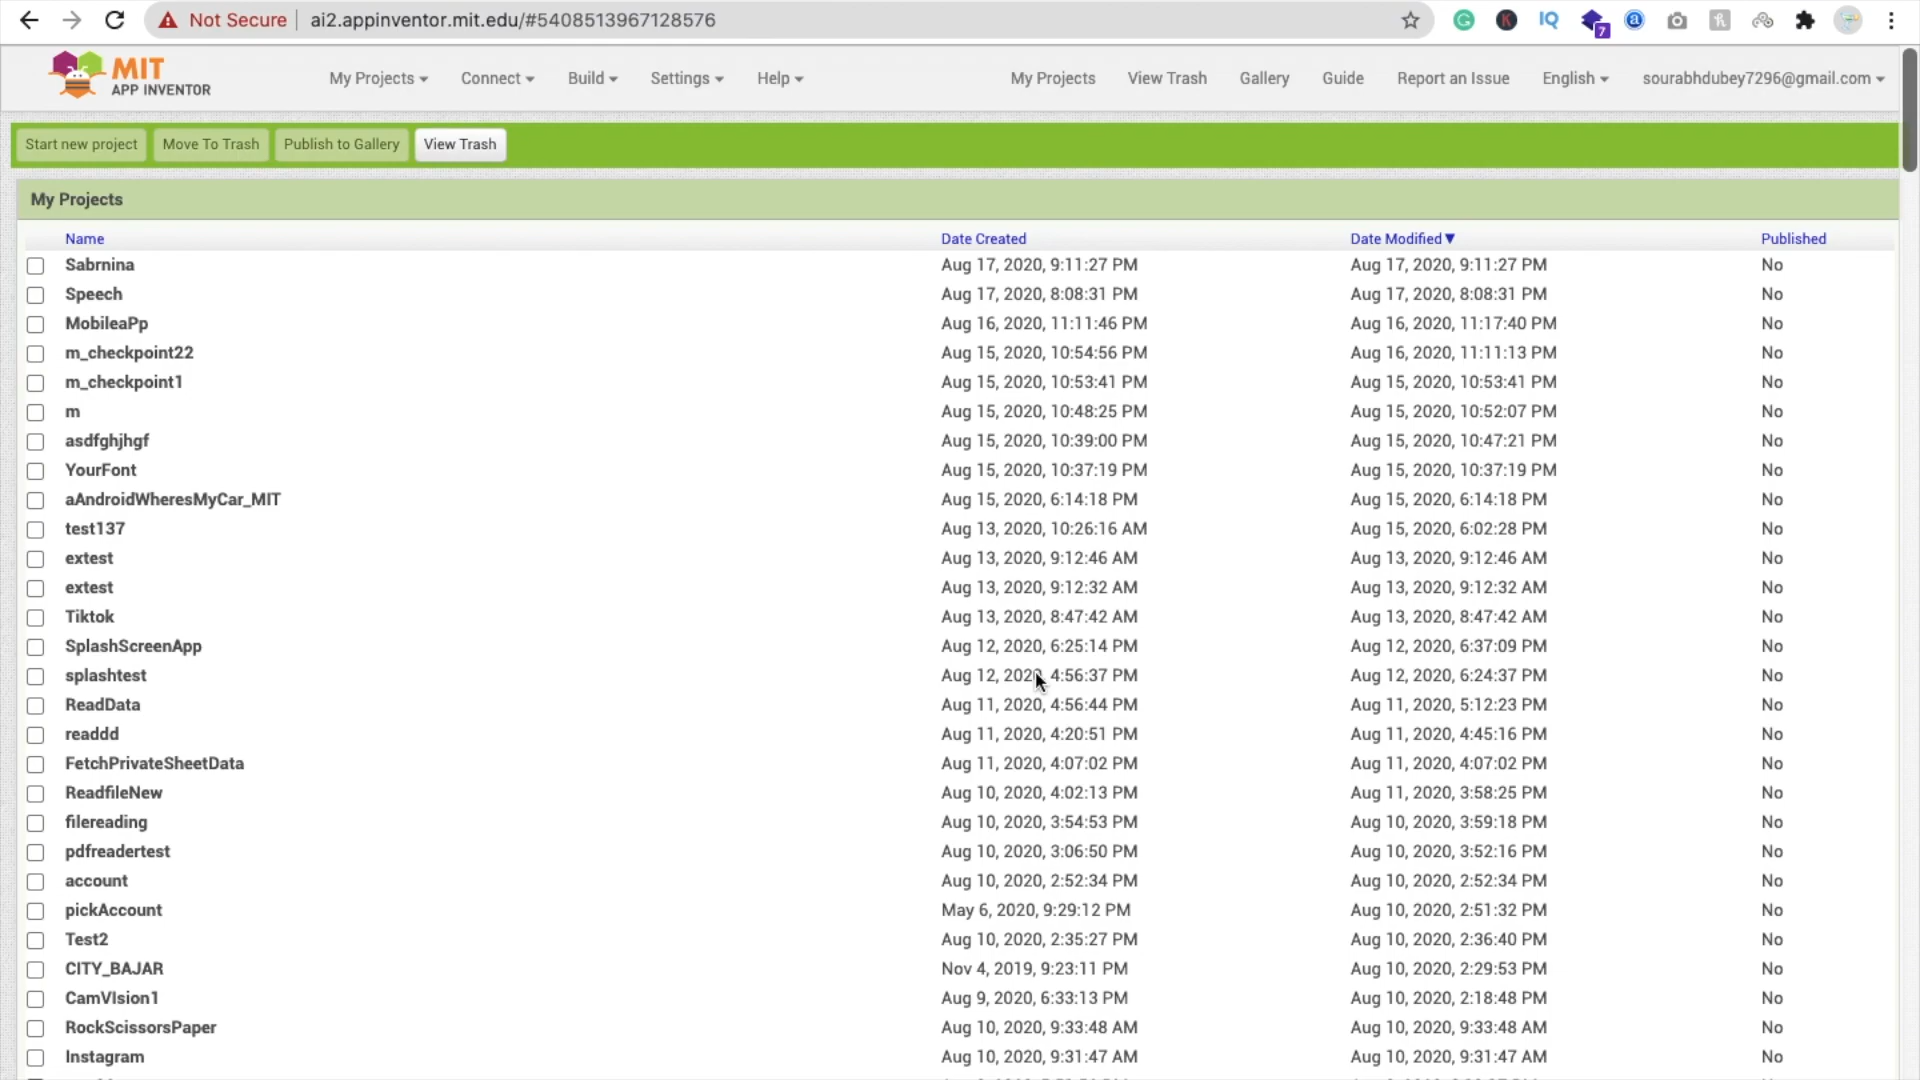 Not Secure ai2.appinventor.mit.edu/#5408513967128576
7
MIT APP INVENTOR
My Projects Connect Build Settings Help My Projects View Trash Gallery Guide Report an Issue English sourabhdubey7296@gmail.com
Start new project Move To Trash Publish to Gallery View Trash
My Projects
Name Date Created Date Modified Published
Sabrnina Aug 17, 2020, 9:11:27 PM Aug 17, 2020, 9:11:27 PM No
Speech Aug 17, 2020, 8:08:31 PM Aug 17, 2020, 8:08:31 PM No
MobileaPp Aug 16, 2020, 11:11:46 PM Aug 16, 2020, 11:17:40 PM No
m_checkpoint22 Aug 15, 2020, 10:54:56 PM Aug 16, 2020, 11:11:13 PM No
m_checkpoint1 Aug 15, 2020, 10:53:41 PM Aug 15, 2020, 10:53:41 PM No
m Aug 15, 2020, 10:48:25 PM Aug 15, 2020, 10:52:07 PM No
asdfghjhgf Aug 15, 2020, 10:39:00 PM Aug 15, 2020, 10:47:21 PM No
YourFont Aug 15, 2020, 10:37:19 PM Aug 15, 2020, 10:37:19 PM No
aAndroidWheresMyCar_MIT Aug 15, 2020, 6:14:18 PM Aug 15, 2020, 6:14:18 PM No
test137 Aug 13, 2020, 10:26:16 AM Aug 15, 2020, 6:02:28 PM No
extest Aug 13, 2020, 9:12:46 AM Aug 13, 2020, 9:12:46 AM No
extest Aug 13, 2020, 9:12:32 AM Aug 13, 2020, 9:12:32 AM No
Tiktok Aug 13, 2020, 8:47:42 AM Aug 13, 2020, 8:47:42 AM No
SplashScreenApp Aug 12, 2020, 6:25:14 PM Aug 12, 2020, 6:37:09 PM No
splashtest Aug 12, 2020, 4:56:37 PM Aug 12, 2020, 6:24:37 PM No
ReadData Aug 11, 2020, 4:56:44 PM Aug 11, 2020, 5:12:23 PM No
readdd Aug 11, 2020, 4:20:51 PM Aug 11, 2020, 4:45:16 PM No
FetchPrivateSheetData Aug 11, 2020, 4:07:02 PM Aug 11, 2020, 4:07:02 PM No
ReadfileNew Aug 10, 2020, 4:02:13 PM Aug 11, 2020, 3:58:25 PM No
filereading Aug 10, 2020, 3:54:53 PM Aug 10, 2020, 3:59:18 PM No
pdfreadertest Aug 10, 2020, 3:06:50 PM Aug 10, 2020, 3:52:16 PM No
account Aug 10, 2020, 2:52:34 PM Aug 10, 2020, 2:52:34 PM No
pickAccount May 6, 2020, 9:29:12 PM Aug 10, 2020, 2:51:32 PM No
Test2 Aug 10, 2020, 2:35:27 PM Aug 10, 2020, 2:36:40 PM No
CITY_BAJAR Nov 4, 2019, 9:23:11 PM Aug 10, 2020, 2:29:53 PM No
CamVIsion1 Aug 9, 2020, 6:33:13 PM Aug 10, 2020, 2:18:48 PM No
RockScissorsPaper Aug 10, 2020, 9:33:48 AM Aug 10, 2020, 9:33:48 AM No
Instagram Aug 10, 2020, 9:31:47 AM Aug 10, 2020, 9:31:47 AM No